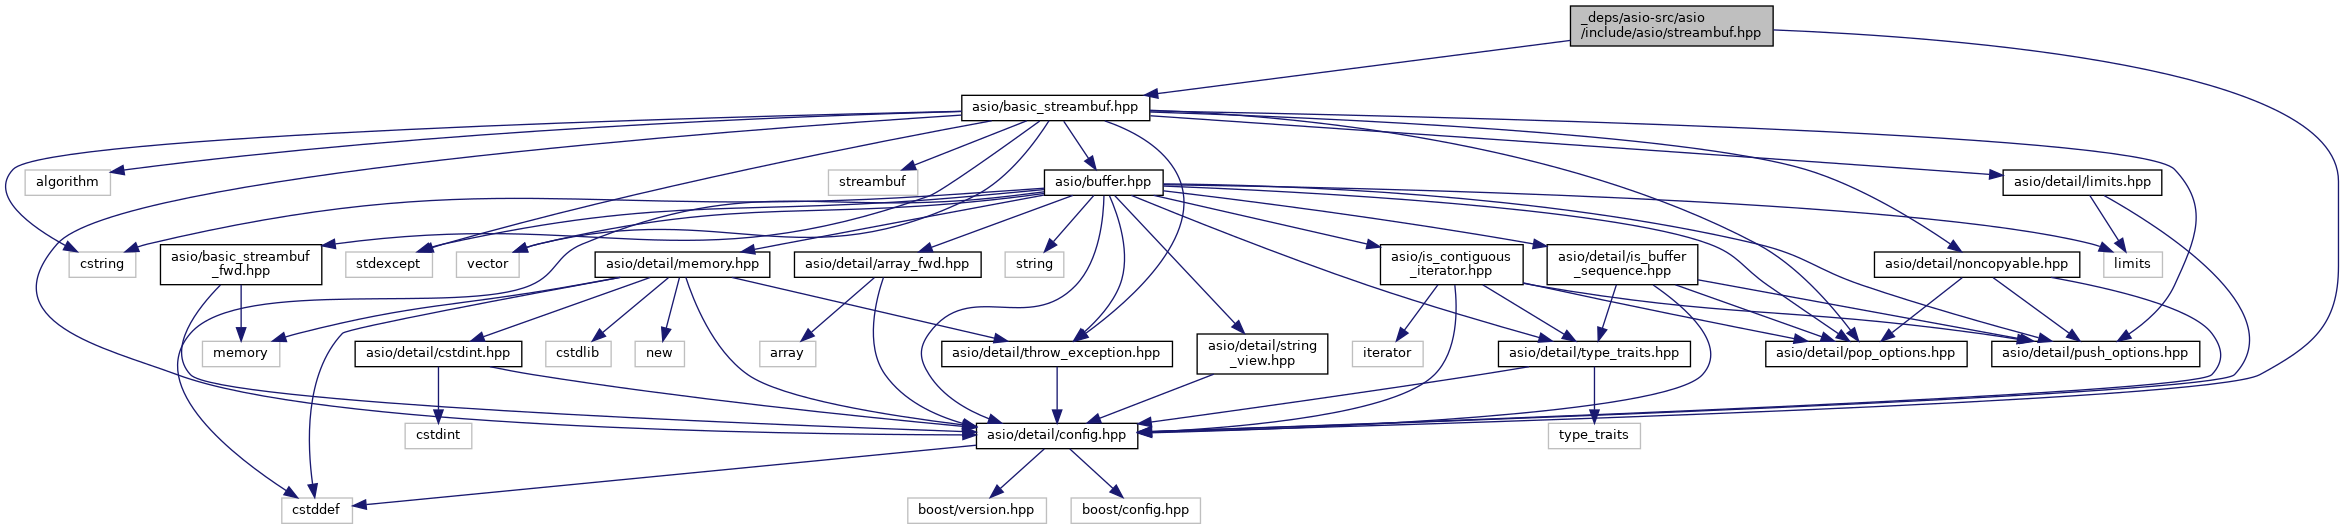 _deps/asio-src/asio
/include/asio/streambuf.hpp
asio/basic_streambuf.hpp
algorithm
streambuf
asio/buffer.hpp
asio/detail/limits.hpp
cstring
asio/basic_streambuf
_fwd.hpp
stdexcept
vector
asio/detail/memory.hpp
asio/detail/array_fwd.hpp
string
asio/is_contiguous
_iterator.hpp
asio/detail/is_buffer
_sequence.hpp
asio/detail/noncopyable.hpp
limits
memory
asio/detail/cstdint.hpp
cstdlib
new
array
asio/detail/throw_exception.hpp
asio/detail/string
_view.hpp
iterator
asio/detail/type_traits.hpp
asio/detail/pop_options.hpp
asio/detail/push_options.hpp
cstdint
asio/detail/config.hpp
type_traits
cstddef
boost/version.hpp
boost/config.hpp